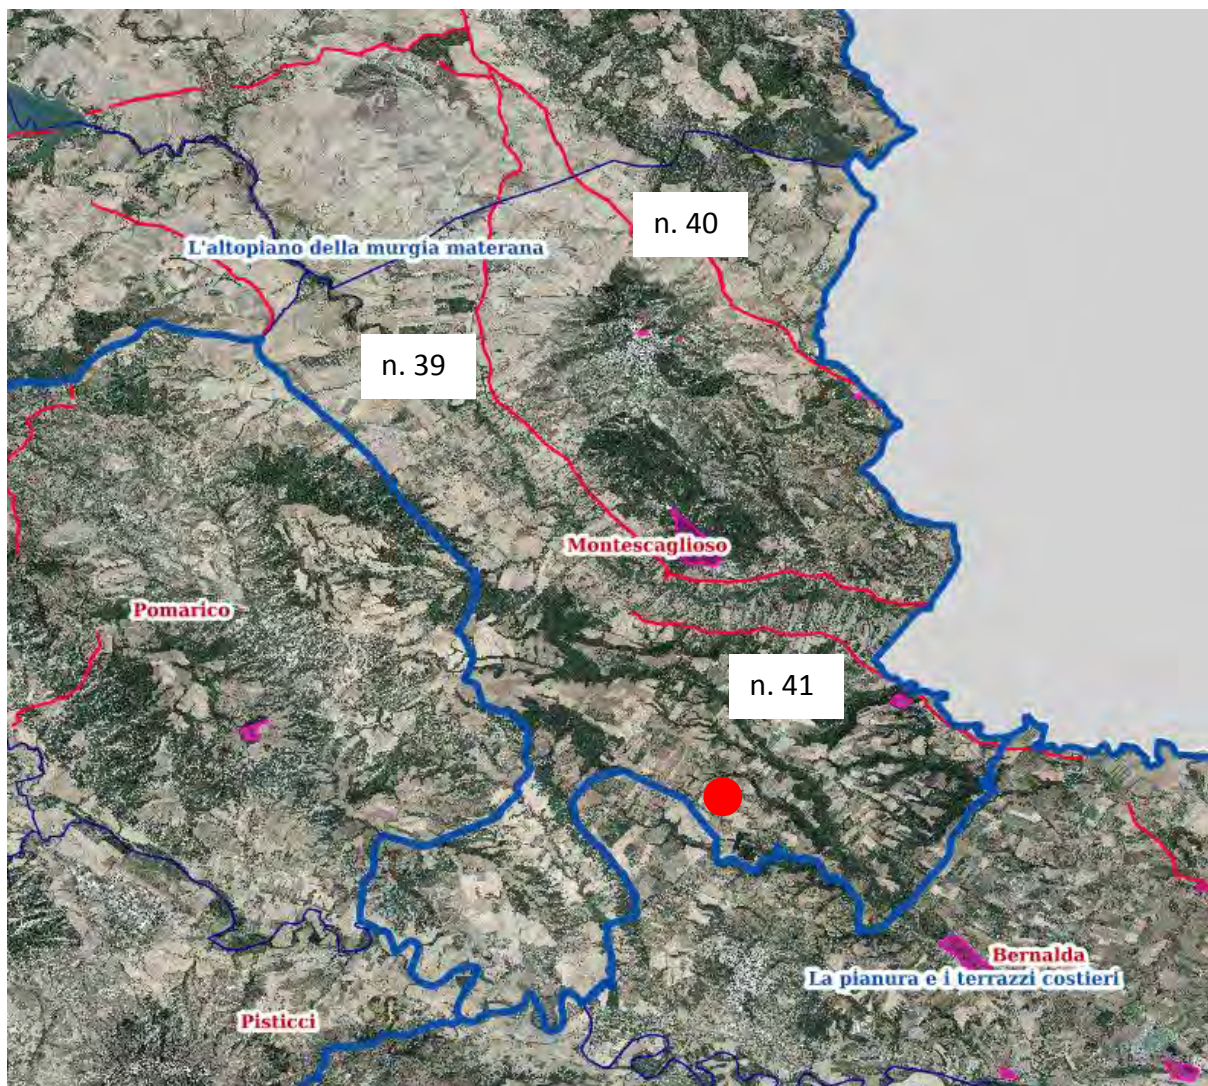 n. 40
L'altopiano della murgia materana
n. 39
Montescaglioso
Pomarico
n. 41
Bernalda
La pianura e i terrazzi costieri
Pisticci